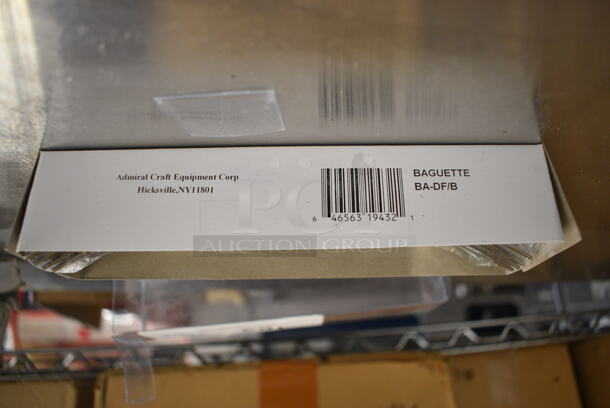 Admiral Craft Equipment Corp
Hicksville,NY11801
6 46563 19432 1
BAGUETTE
BA-DF/B
PCI
AUCTION GROUP